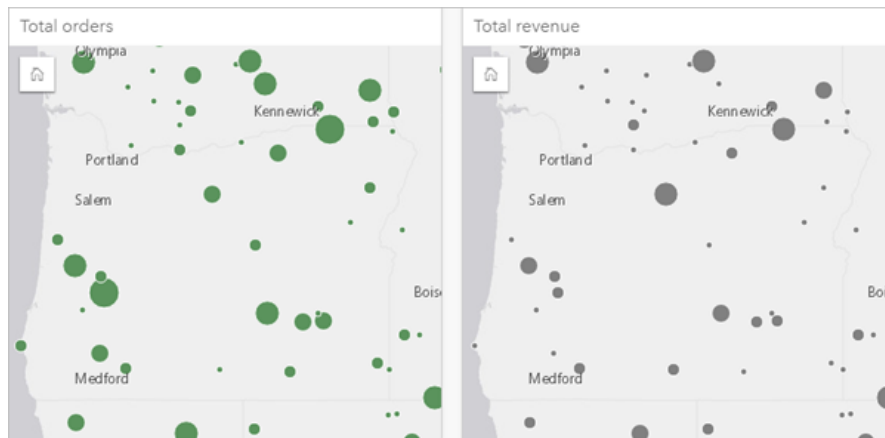 Total orders
Olympia
Kennewick
Portland
Salem
Medford
Total revenue
Olympia
Kennewick
Portland
Salem
Medford